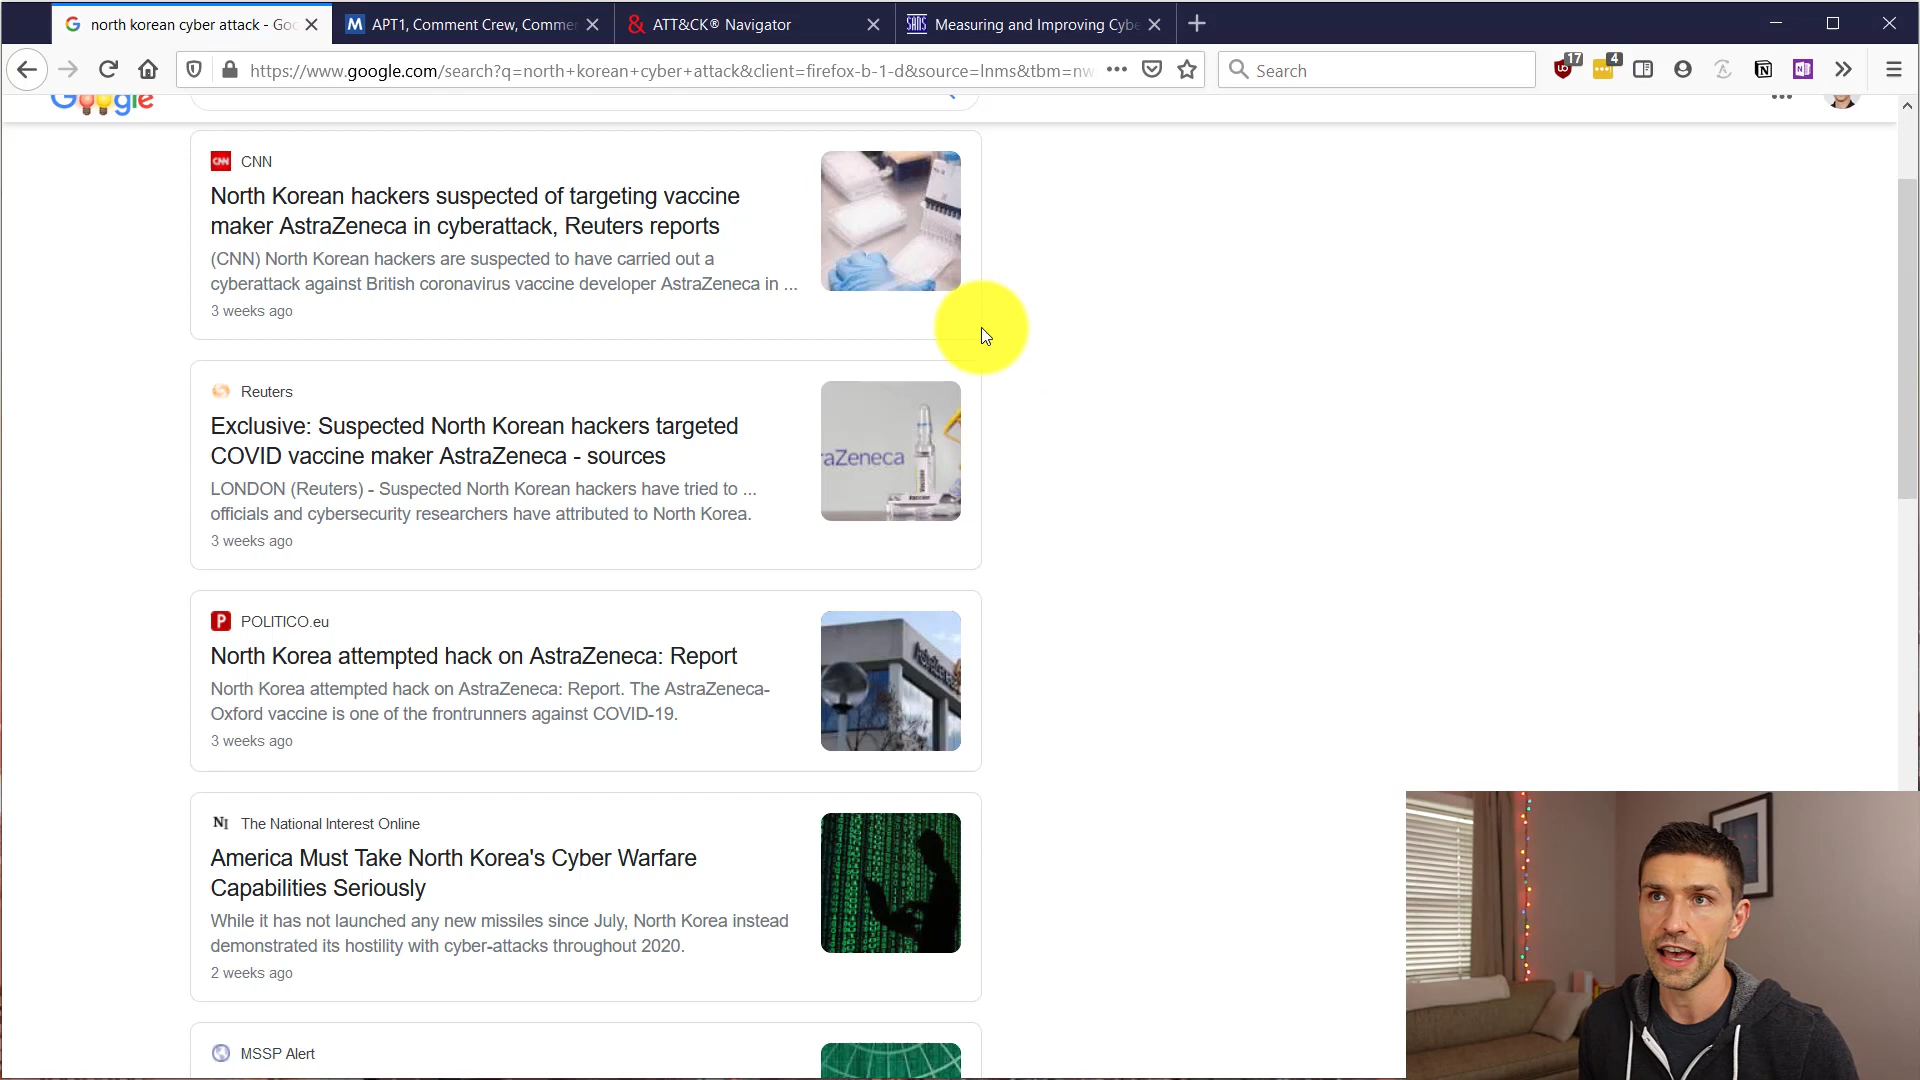 north korean cyber attack - Goo
APT1, Comment Crew, Commen
ATT&CK® Navigator
SANS
Measuring and Improving Cybe
https://www.google.com/search?q=north+korean+cyber+attack&client=firefox-b-1-d&source=lnms&tbm=nw
Search
17
4
Google
CNN
CNN
North Korean hackers suspected of targeting vaccine
maker AstraZeneca in cyberattack, Reuters reports
(CNN) North Korean hackers are suspected to have carried out a
cyberattack against British coronavirus vaccine developer AstraZeneca in ...
3 weeks ago
Reuters
Exclusive: Suspected North Korean hackers targeted
COVID vaccine maker AstraZeneca - sources
LONDON (Reuters) - Suspected North Korean hackers have tried to ...
officials and cybersecurity researchers have attributed to North Korea.
3 weeks ago
raZeneca
P
POLITICO.eu
North Korea attempted hack on AstraZeneca: Report
North Korea attempted hack on AstraZeneca: Report. The AstraZeneca-
Oxford vaccine is one of the frontrunners against COVID-19.
3 weeks ago
NI
The National Interest Online
America Must Take North Korea's Cyber Warfare
Capabilities Seriously
While it has not launched any new missiles since July, North Korea instead
demonstrated its hostility with cyber-attacks throughout 2020.
2 weeks ago
MSSP Alert